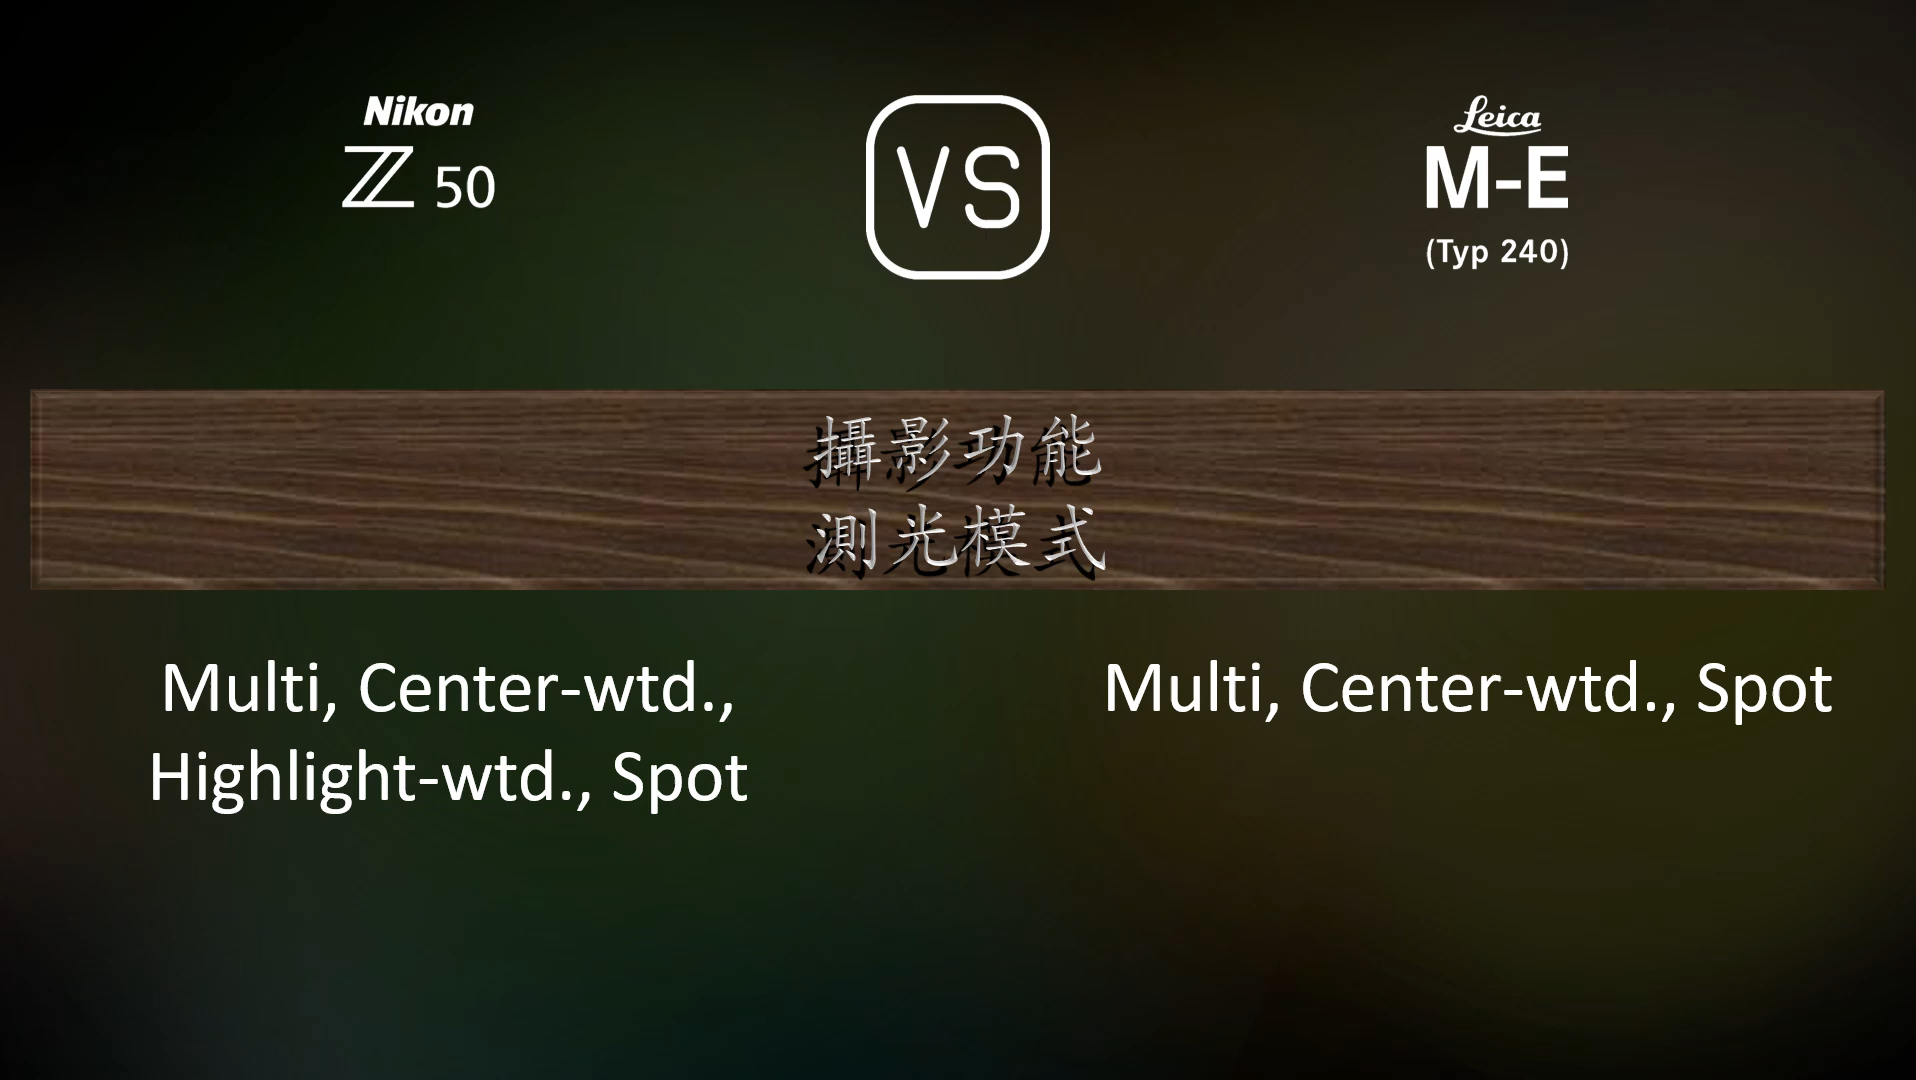 Nikon
Z 50
VS
Leica
M-E
(Typ 240)
攝影功能
測光模式
Multi, Center-wtd.,
Highlight-wtd., Spot
Multi, Center-wtd., Spot